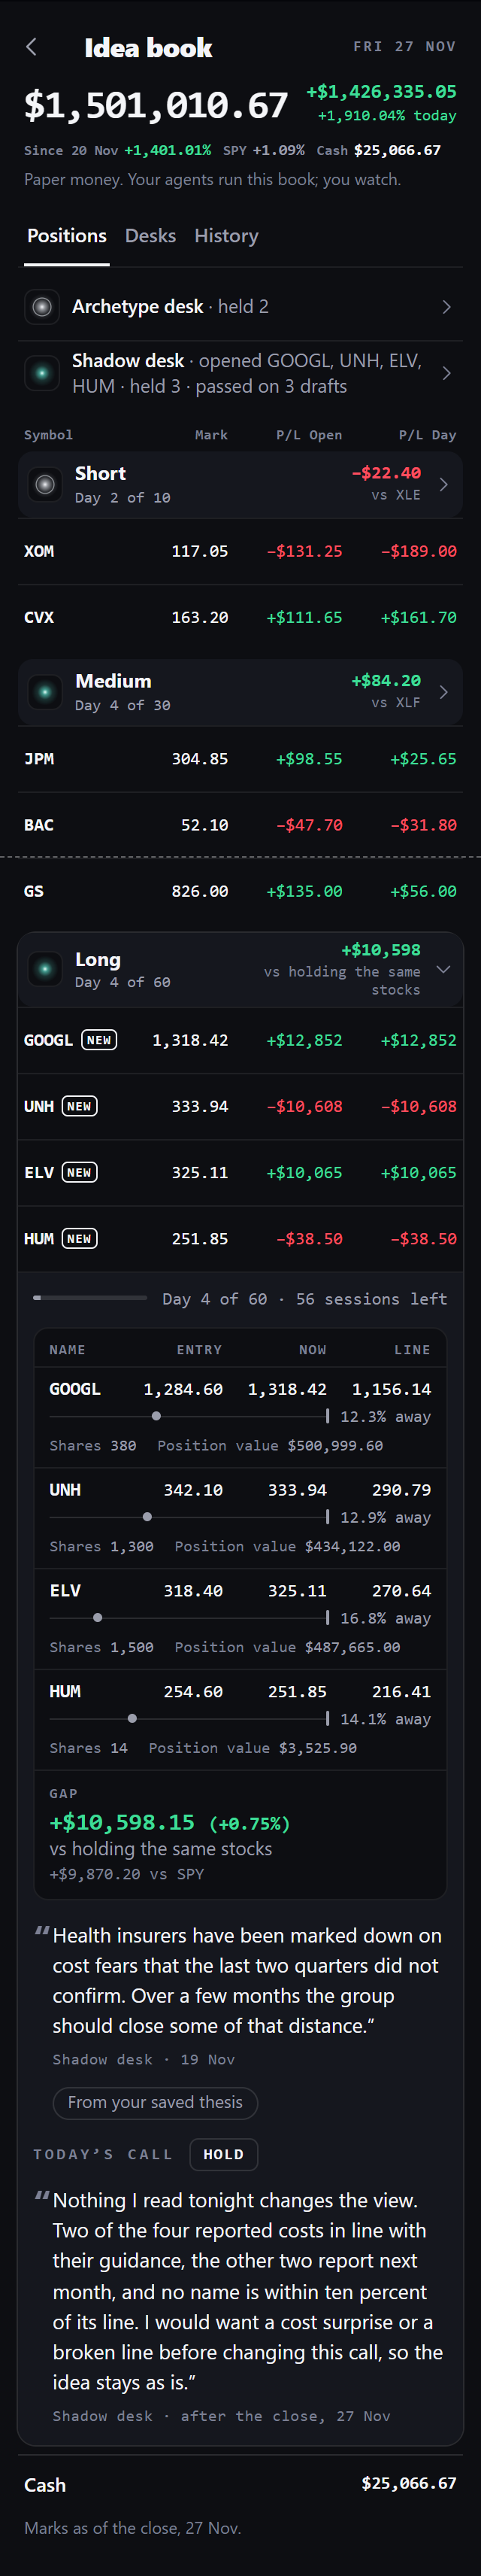 Idea book
FRI 27 NOV
$1,501,010.67
+$1,426,335.05
+1,910.04% today
Since 20 Nov +1,401.01% SPY +1.09% Cash $25,066.67
Paper money. Your agents run this book; you watch.
Positions Desks History
Archetype desk · held 2
Shadow desk · opened GOOGL, UNH, ELV,
HUM · held 3 · passed on 3 drafts
Symbol Mark P/L Open P/L Day
Short −$22.40
Day 2 of 10 vs XLE
XOM 117.05 −$131.25 −$189.00
CVX 163.20 +$111.65 +$161.70
Medium +$84.20
Day 4 of 30 vs XLF
JPM 304.85 +$98.55 +$25.65
BAC 52.10 −$47.70 −$31.80
GS 826.00 +$135.00 +$56.00
Long +$10,598
Day 4 of 60 vs holding the same
stocks
GOOGL NEW 1,318.42 +$12,852 +$12,852
UNH NEW 333.94 −$10,608 −$10,608
ELV NEW 325.11 +$10,065 +$10,065
HUM NEW 251.85 −$38.50 −$38.50
Day 4 of 60 · 56 sessions left
NAME ENTRY NOW LINE
GOOGL 1,284.60 1,318.42 1,156.14
12.3% away
Shares 380 Position value $500,999.60
UNH 342.10 333.94 290.79
12.9% away
Shares 1,300 Position value $434,122.00
ELV 318.40 325.11 270.64
16.8% away
Shares 1,500 Position value $487,665.00
HUM 254.60 251.85 216.41
14.1% away
Shares 14 Position value $3,525.90
GAP
+$10,598.15 (+0.75%)
vs holding the same stocks
+$9,870.20 vs SPY
“Health insurers have been marked down on
cost fears that the last two quarters did not
confirm. Over a few months the group
should close some of that distance.”
Shadow desk · 19 Nov
From your saved thesis
TODAY’S CALL HOLD
“Nothing I read tonight changes the view.
Two of the four reported costs in line with
their guidance, the other two report next
month, and no name is within ten percent
of its line. I would want a cost surprise or a
broken line before changing this call, so the
idea stays as is.”
Shadow desk · after the close, 27 Nov
Cash $25,066.67
Marks as of the close, 27 Nov.